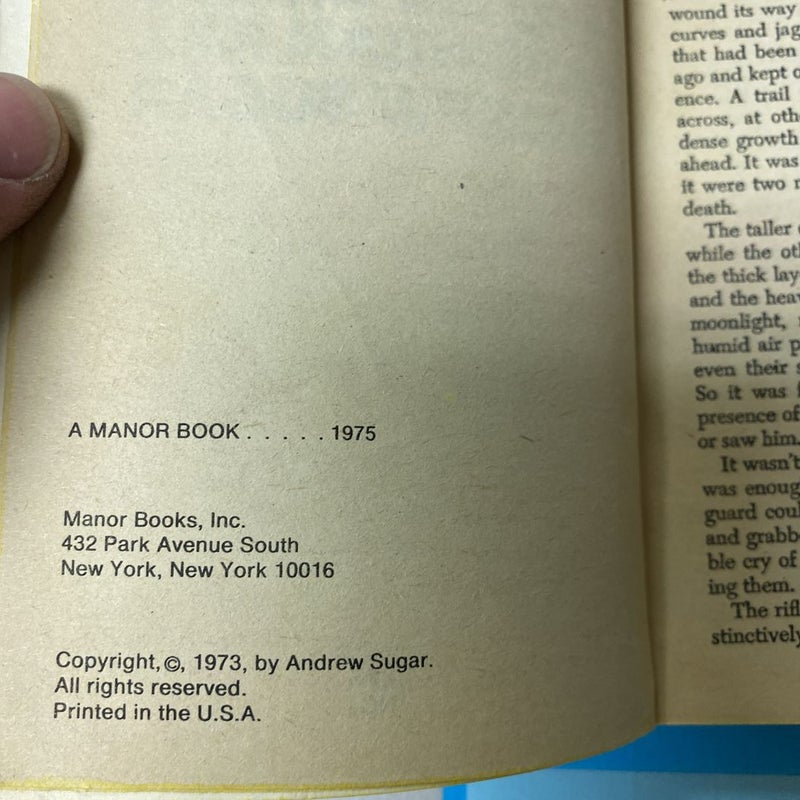 A MANOR BOOK . . . . . 1975
Manor Books, Inc.
432 Park Avenue South
New York, New York 10016
Copyright, ©, 1973, by Andrew Sugar.
All rights reserved.
Printed in the U.S.A.
wound its way
curves and jag
that had been
ago and kept
ence. A trail
across, at oth
dense growth
ahead. It was
it were two
death.
The taller
while the oth
the thick lay
and the heav
moonlight,
humid air p
even their s
So it was f
presence of
or saw him.
It wasn't
was enoug
guard coul
and grabb
ble cry of
ing them.
The rifl
stinctively